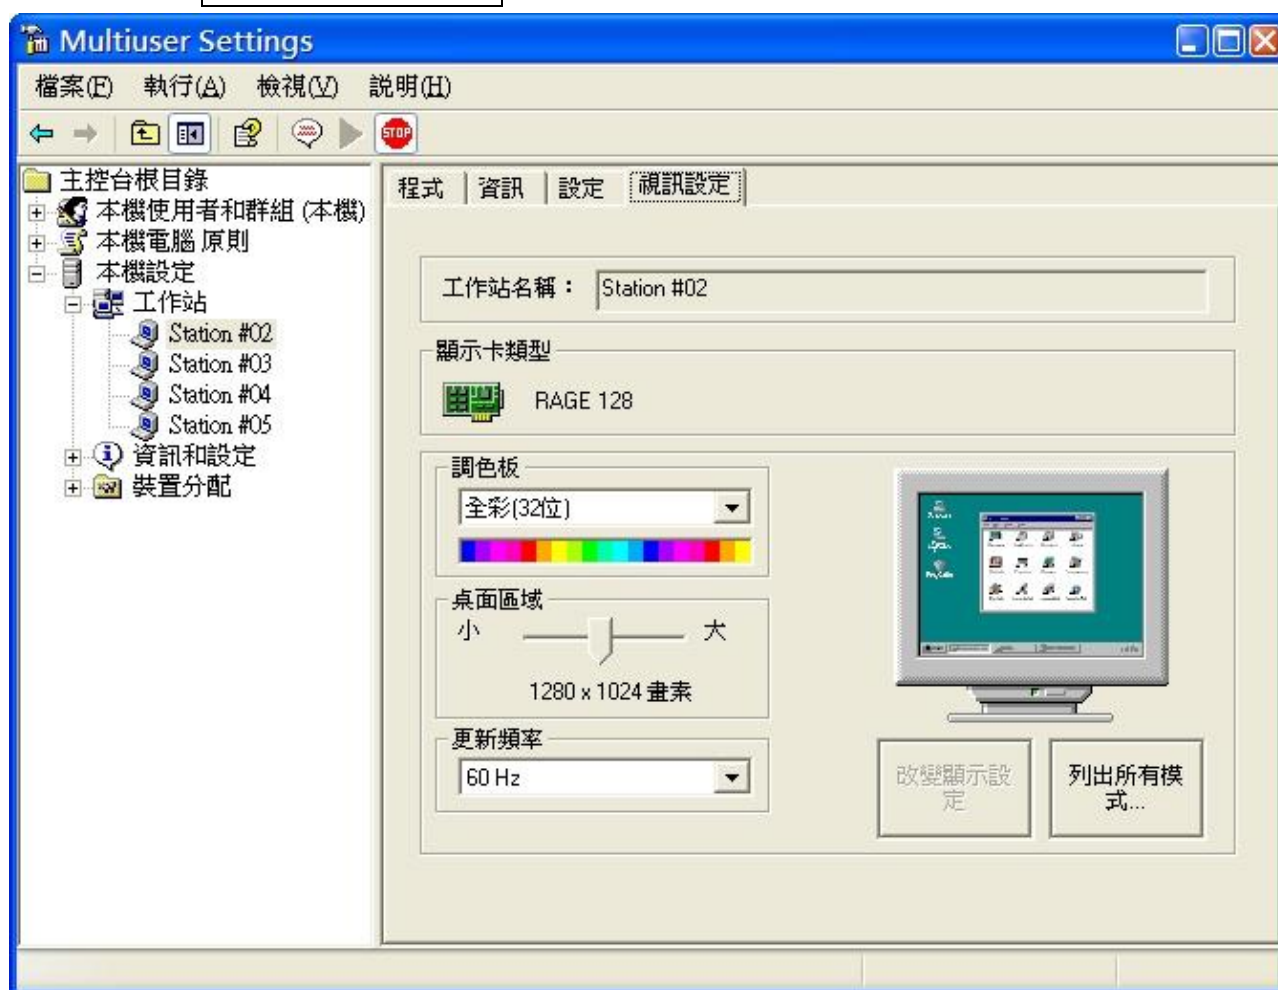 Multiuser Settings
檔案(F) 執行(A) 檢視(V) 説明(H)
STOP
主控台根目錄
本機使用者和群組 (本機)
本機電腦 原則
本機設定
工作站
Station #02
Station #03
Station #04
Station #05
資訊和設定
裝置分配
程式 資訊 設定 視訊設定
工作站名稱： Station #02
顯示卡類型
RAGE 128
調色板
全彩(32位)
桌面區域
小 大
1280 x 1024 畫素
更新頻率
60 Hz
改變顯示設
定
列出所有模
式...